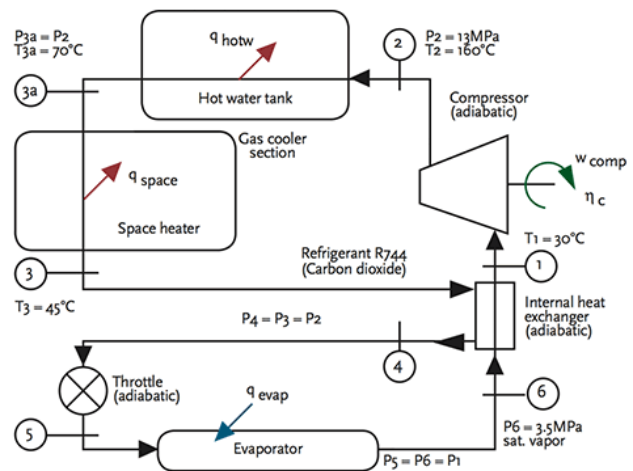 P3a = P2
T3a = 70°C
3a
q hotw
Hot water tank
2
P2 = 13MPa
T2 = 160°C
Compressor
(adiabatic)
w comp
η c
Gas cooler
section
q space
Space heater
3
T3 = 45°C
Refrigerant R744
(Carbon dioxide)
T1 = 30°C
1
Internal heat
exchanger
(adiabatic)
P4 = P3 = P2
4
Throttle
(adiabatic)
5
q evap
Evaporator
P5 = P6 = P1
6
P6 = 3.5MPa
sat. vapor